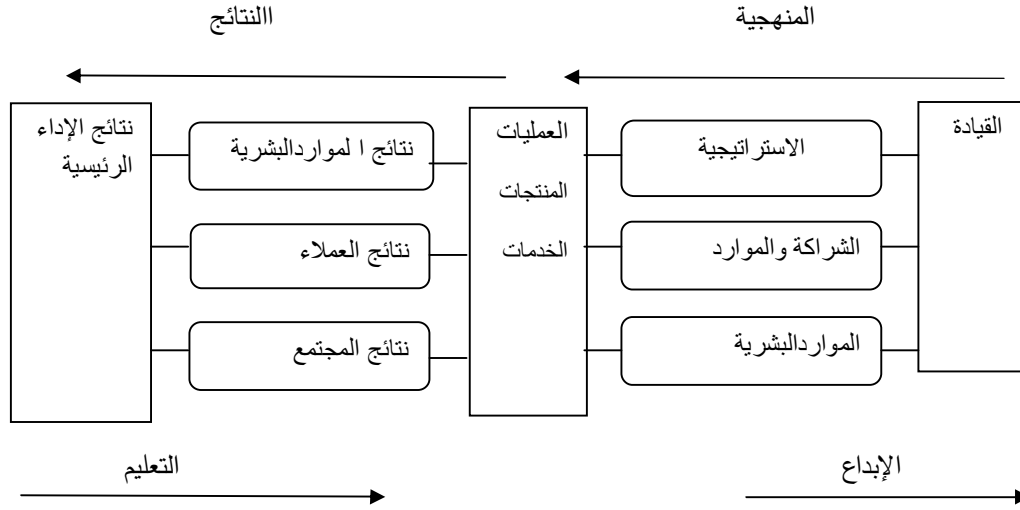 المنهجية
االنتائج
القيادة
الاستراتيجية
الشراكة والموارد
المواردالبشرية
العمليات
المنتجات
الخدمات
نتائج ا لمواردالبشرية
نتائج العملاء
نتائج المجتمع
نتائج الإداء
الرئيسية
الإبداع
التعليم